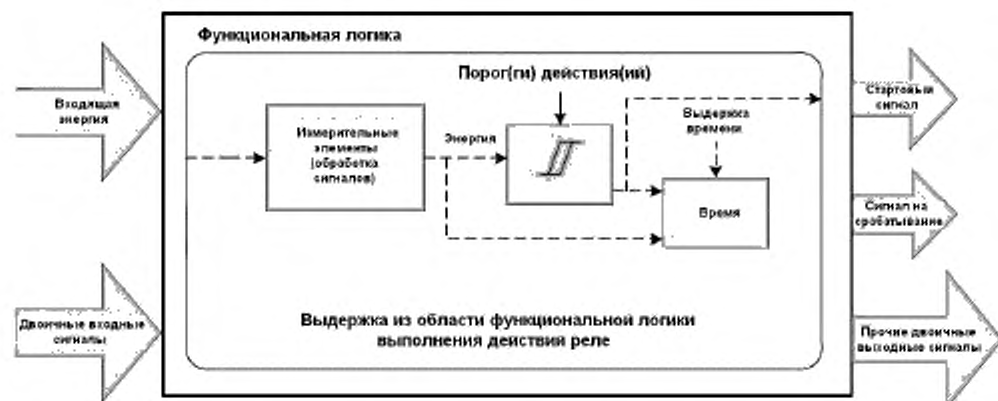 Функциональная логика
Порог(ги) действия(ий)
Входящая
энергия
Измерительные
элементы
(обработка
сигналов)
Энергия
Выдержка
времени
Время
Стартовый
сигнал
Сигнал на
срабатывание
Двоичные входные
сигналы
Выдержка из области функциональной логики
выполнения действия реле
Прочие двоичные
выходные сигналы